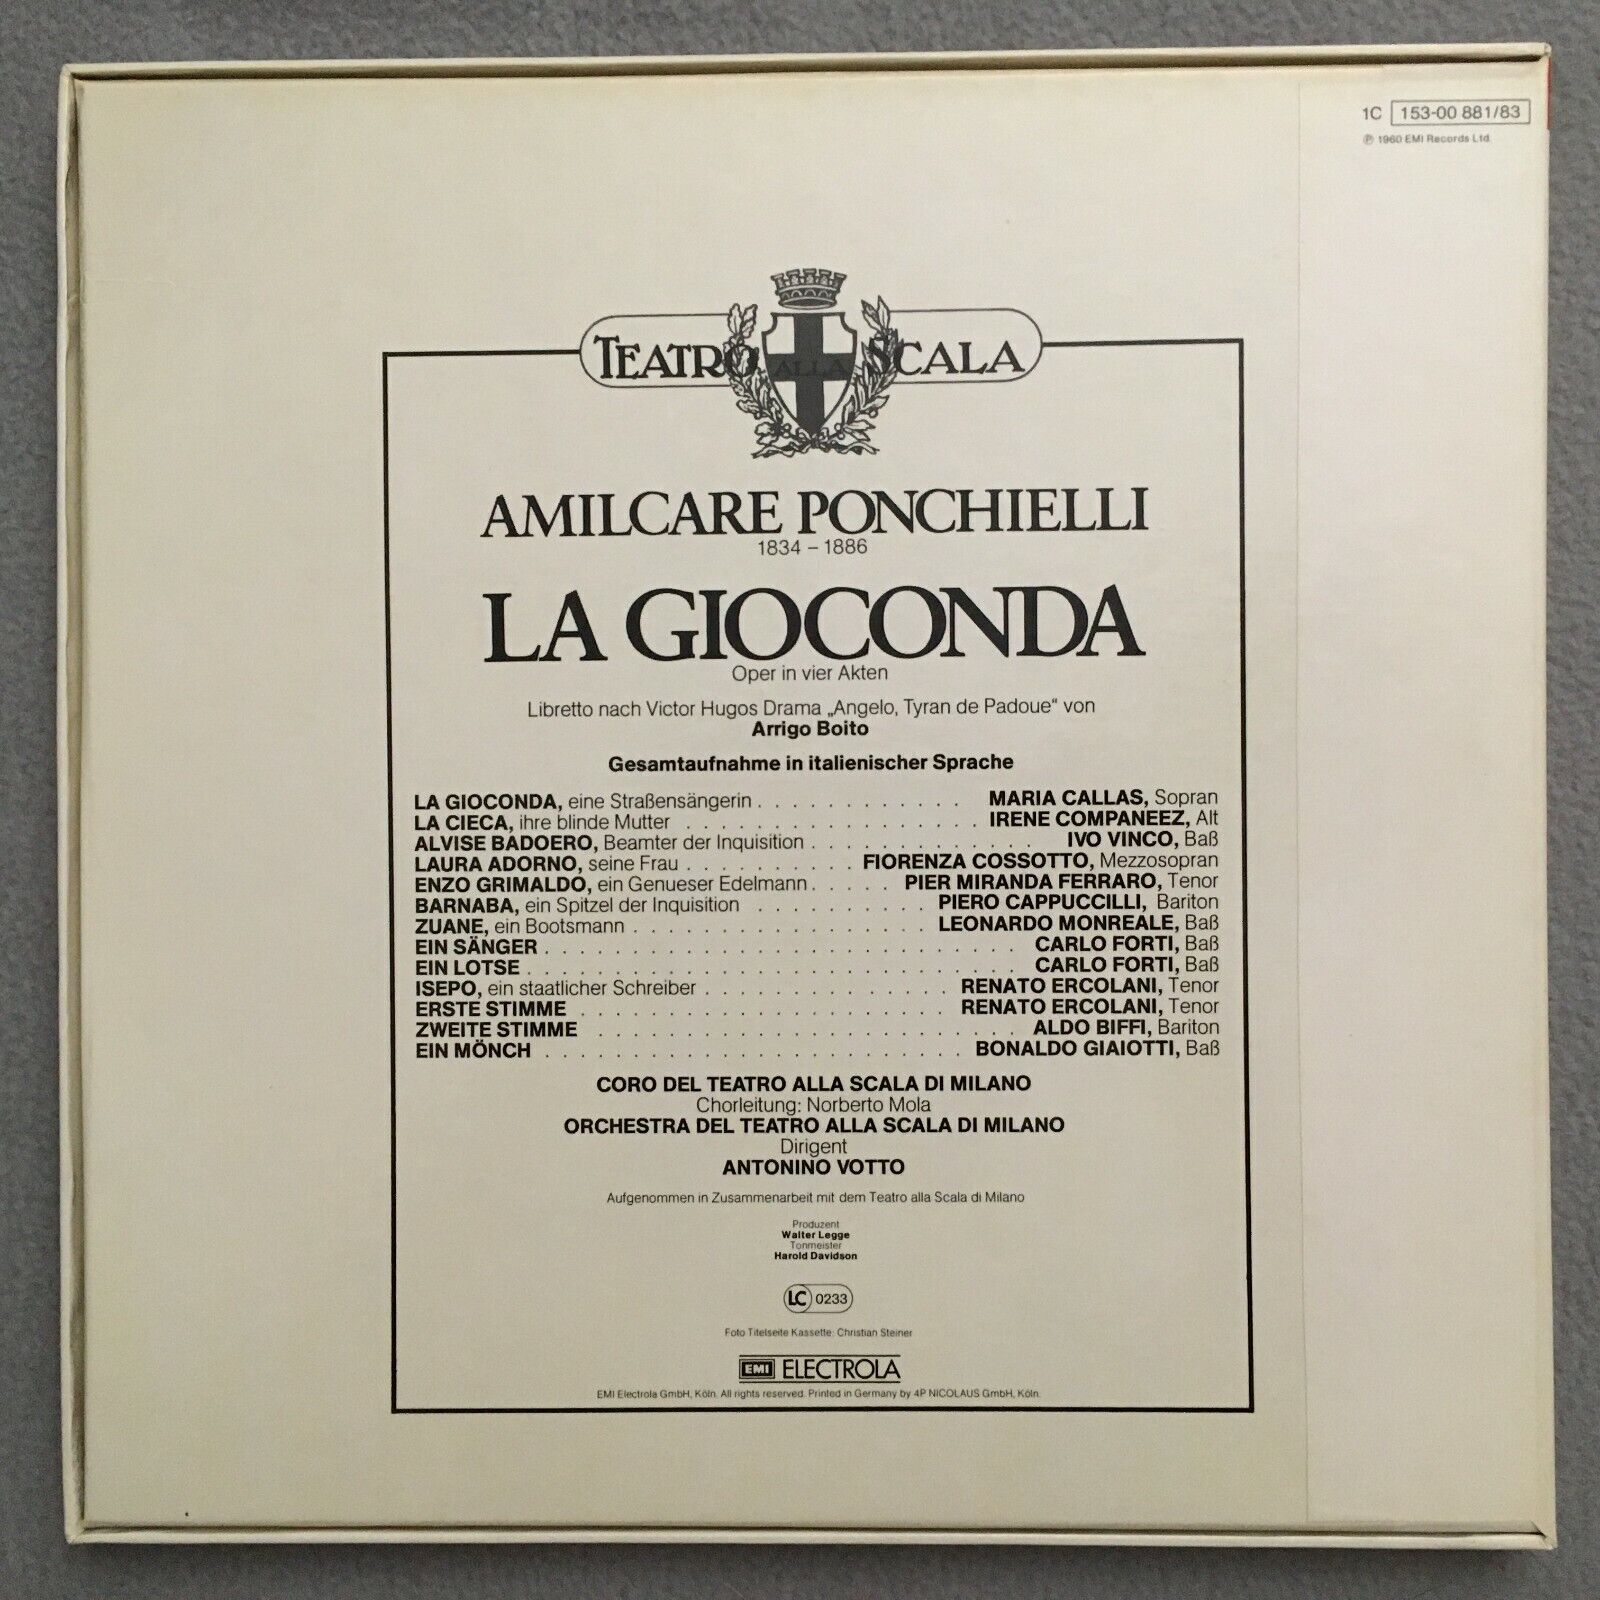 1C 153-00 881/83
℗ 1960 EMI Records Ltd.
TEATRO ALLA SCALA
AMILCARE PONCHIELLI
1834 – 1886
LA GIOCONDA
Oper in vier Akten
Libretto nach Victor Hugos Drama „Angelo, Tyran de Padoue“ von
Arrigo Boito
Gesamtaufnahme in italienischer Sprache
LA GIOCONDA, eine Straßensängerin . . . . . . . . . . . . MARIA CALLAS, Sopran
LA CIECA, ihre blinde Mutter . . . . . . . . . . . . . . . . . IRENE COMPANEEZ, Alt
ALVISE BADOERO, Beamter der Inquisition . . . . . . . . . . . . . IVO VINCO, Baß
LAURA ADORNO, seine Frau . . . . . . . . . . FIORENZA COSSOTTO, Mezzosopran
ENZO GRIMALDO, ein Genueser Edelmann . . . . . PIER MIRANDA FERRARO, Tenor
BARNABA, ein Spitzel der Inquisition . . . . . . . . . . PIERO CAPPUCCILLI, Bariton
ZUANE, ein Bootsmann . . . . . . . . . . . . . . . . . LEONARDO MONREALE, Baß
EIN SÄNGER . . . . . . . . . . . . . . . . . . . . . . . . . . . CARLO FORTI, Baß
EIN LOTSE . . . . . . . . . . . . . . . . . . . . . . . . . . . . CARLO FORTI, Baß
ISEPO, ein staatlicher Schreiber . . . . . . . . . . . . . . RENATO ERCOLANI, Tenor
ERSTE STIMME . . . . . . . . . . . . . . . . . . . . . RENATO ERCOLANI, Tenor
ZWEITE STIMME . . . . . . . . . . . . . . . . . . . . . . . . . ALDO BIFFI, Bariton
EIN MÖNCH . . . . . . . . . . . . . . . . . . . . . . . . BONALDO GIAIOTTI, Baß
CORO DEL TEATRO ALLA SCALA DI MILANO
Chorleitung: Norberto Mola
ORCHESTRA DEL TEATRO ALLA SCALA DI MILANO
Dirigent
ANTONINO VOTTO
Aufgenommen in Zusammenarbeit mit dem Teatro alla Scala di Milano
Produzent
Walter Legge
Tonmeister
Harold Davidson
LC 0233
Foto Titelseite Kassette: Christian Steiner
EMI ELECTROLA
EMI Electrola GmbH, Köln. All rights reserved. Printed in Germany by 4P NICOLAUS GmbH, Köln.